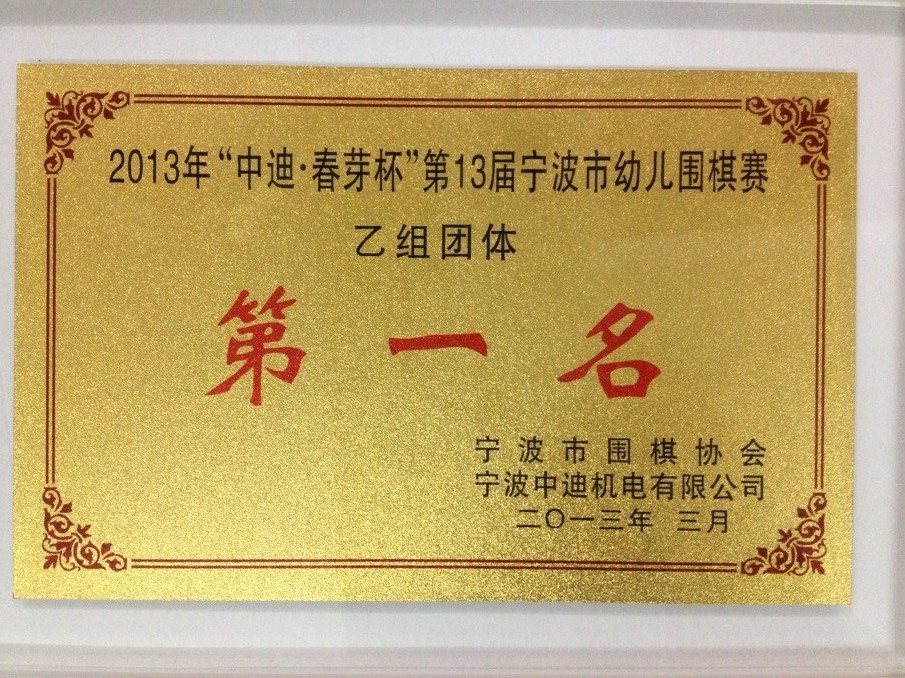 2013年“中迪·春芽杯”第13届宁波市幼儿围棋赛
乙组团体
第一名
宁波市围棋协会
宁波中迪机电有限公司
二〇一三年 三月